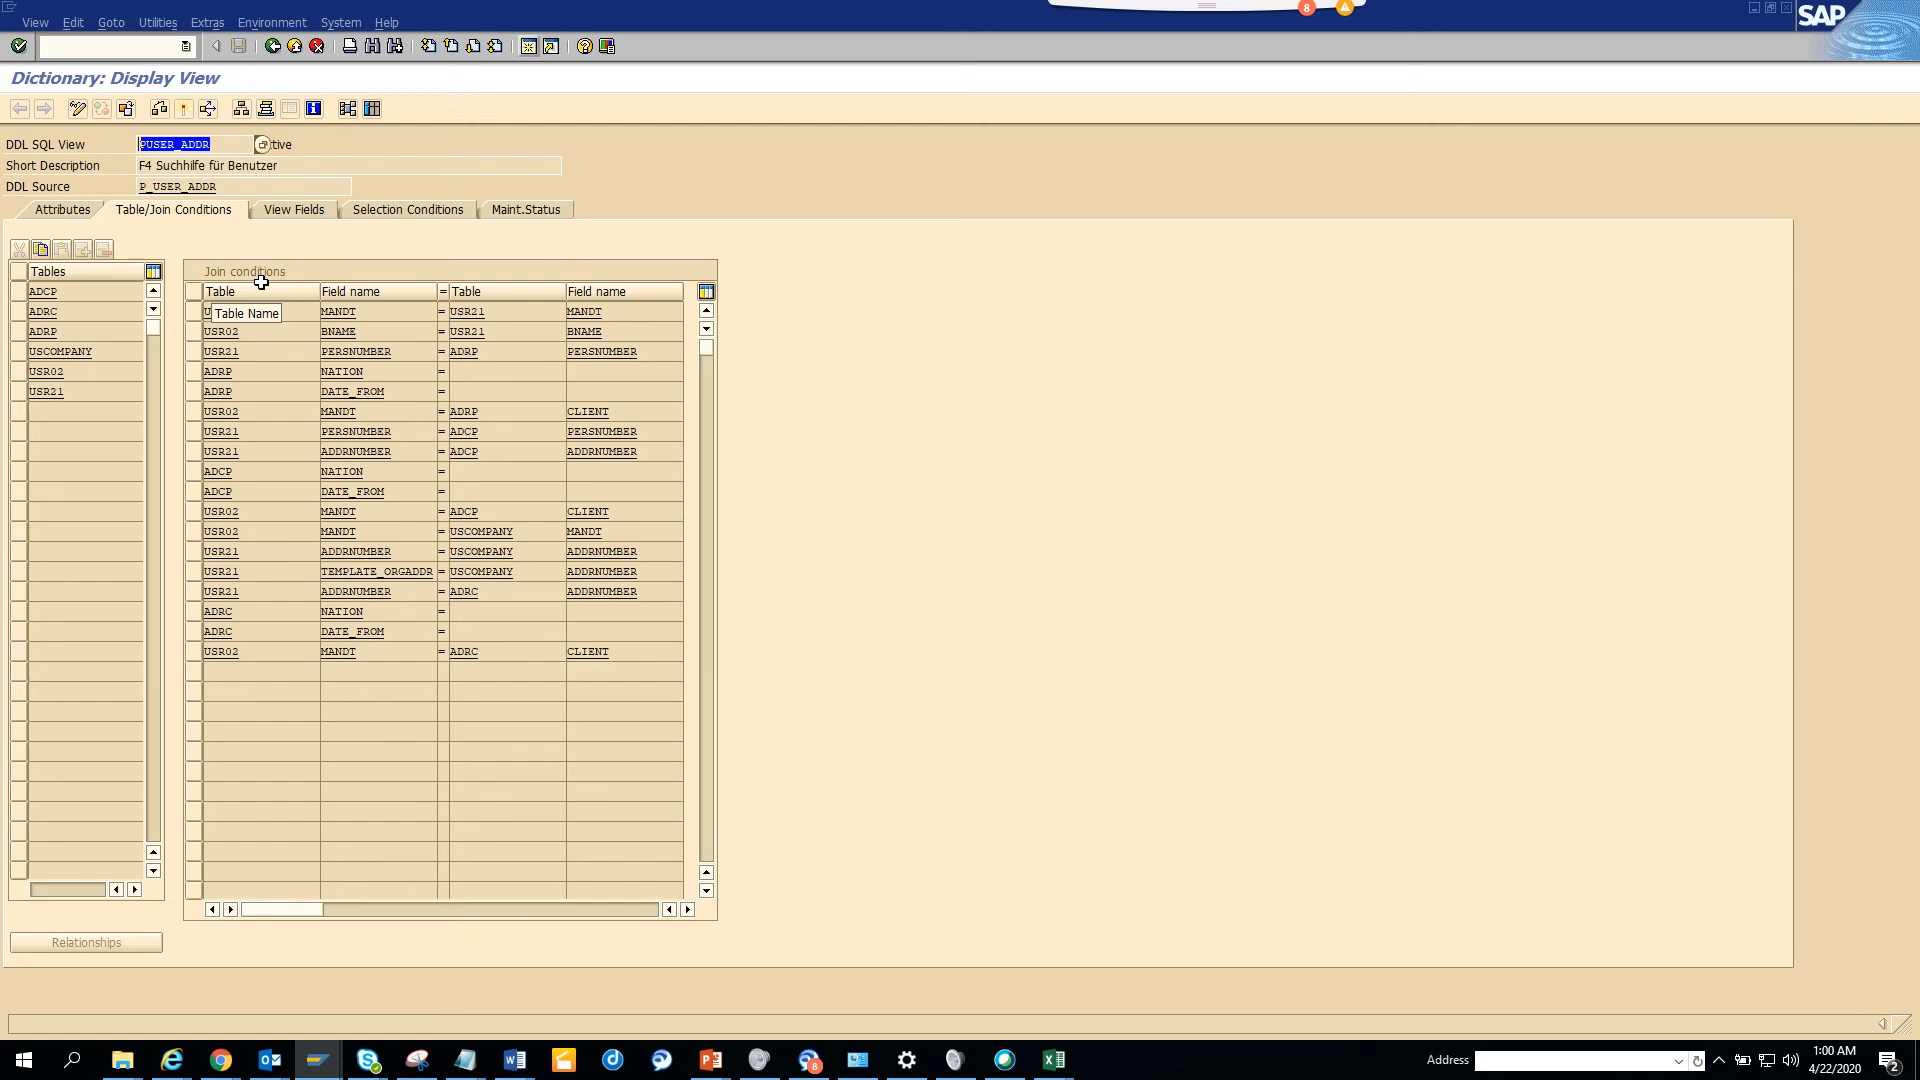 View Edit Goto Utilities Extras Environment System Help
8
SAP
Dictionary: Display View
DDL SQL View PUSER_ADDR tive
Short Description F4 Suchhilfe für Benutzer
DDL Source P_USER_ADDR
Attributes Table/Join Conditions View Fields Selection Conditions Maint.Status
Tables
ADCP
ADRC
ADRP
USCOMPANY
USR02
USR21
Join conditions
Table Field name = Table Field name
U MANDT = USR21 MANDT
Table Name
USR02 BNAME = USR21 BNAME
USR21 PERSNUMBER = ADRP PERSNUMBER
ADRP NATION =
ADRP DATE_FROM =
USR02 MANDT = ADRP CLIENT
USR21 PERSNUMBER = ADCP PERSNUMBER
USR21 ADDRNUMBER = ADCP ADDRNUMBER
ADCP NATION =
ADCP DATE_FROM =
USR02 MANDT = ADCP CLIENT
USR02 MANDT = USCOMPANY MANDT
USR21 ADDRNUMBER = USCOMPANY ADDRNUMBER
USR21 TEMPLATE_ORGADDR = USCOMPANY ADDRNUMBER
USR21 ADDRNUMBER = ADRC ADDRNUMBER
ADRC NATION =
ADRC DATE_FROM =
USR02 MANDT = ADRC CLIENT
Relationships
8
Address
1:00 AM
4/22/2020
2